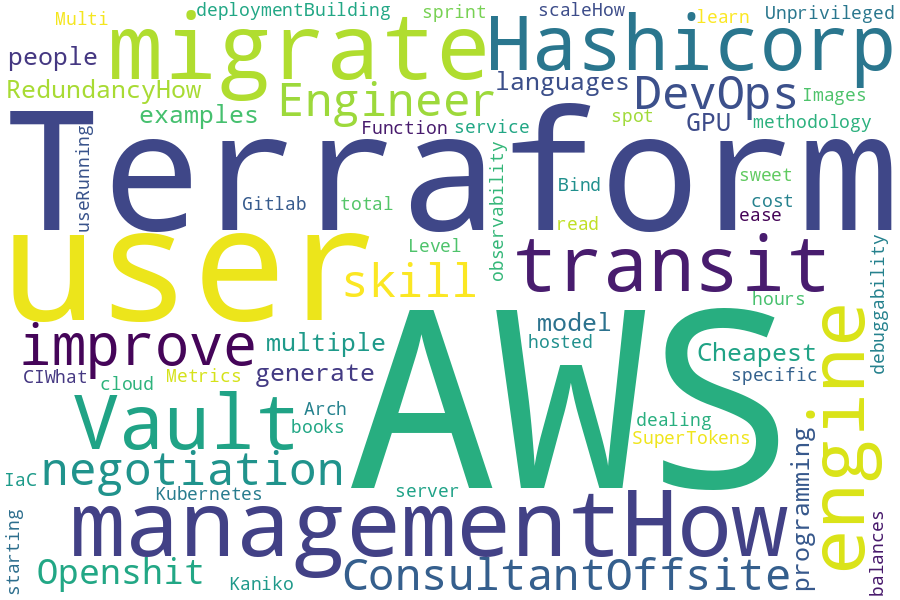 Multi
deploymentBuilding
sprint
scaleHow
learn
Unprivileged
people
migrate
Hashicorp
RedundancyHow
languages
Engineer
DevOps
Images
examples
spot
GPU
methodology
Function
service
Terraform
useRunning
observability
sweet
Bind
Gitlab
total
cost
ease
read
user
Level
transit
skill
debuggability
hours
improve
model
multiple
hosted
Cheapest
CIWhat
cloud
Metrics
generate
specific
AWS
engine
Vault
Arch
books
dealing
SuperTokens
negotiation
IaC
Kubernetes
server
programming
managementHow
starting
balances
Openshit
Kaniko
ConsultantOffsite